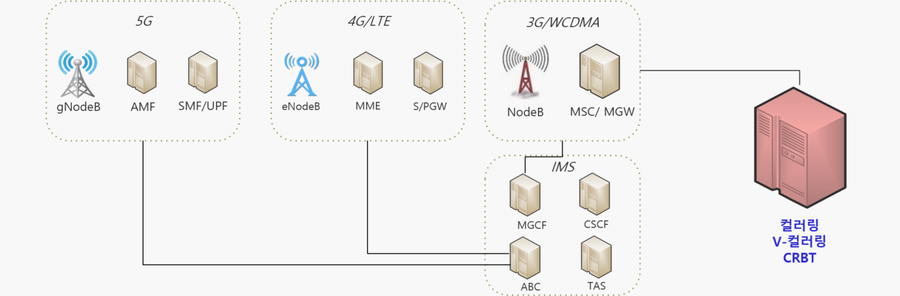 5G
4G/LTE
3G/WCDMA
gNodeB
AMF
SMF/UPF
eNodeB
MME
S/PGW
NodeB
MSC/ MGW
IMS
MGCF
CSCF
ABC
TAS
컬러링
V-컬러링
CRBT